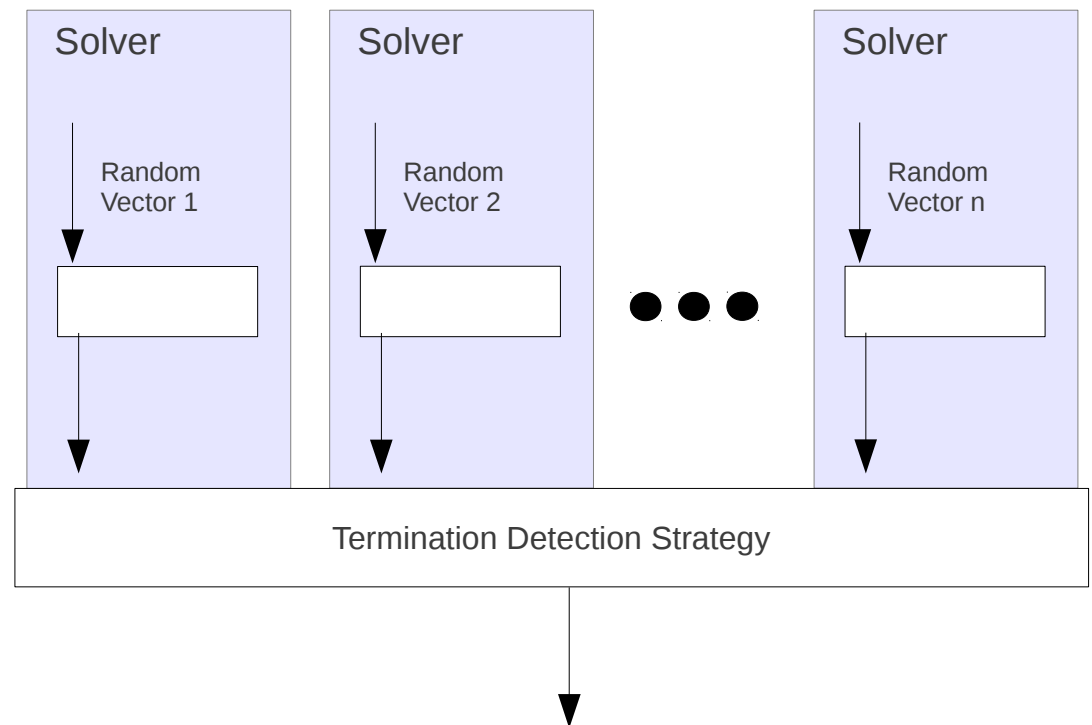 Solver
Random
Vector 1
Solver
Random
Vector 2
Solver
Random
Vector n
Termination Detection Strategy